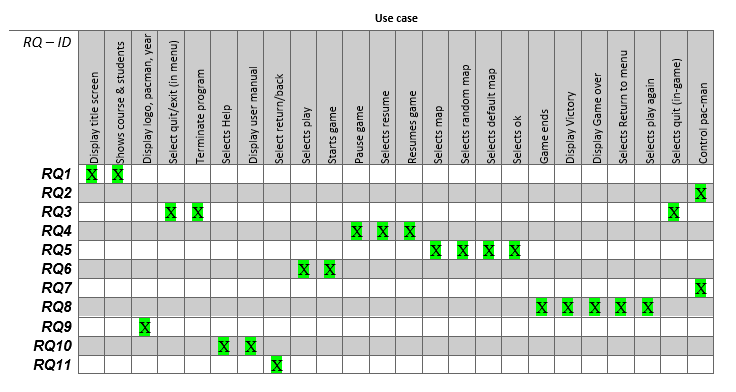 Use case
RQ – ID
Display title screen
Shows course & students
Display logo, pacman, year
Select quit/exit (in menu)
Terminate program
Selects Help
Display user manual
Select return/back
Selects play
Starts game
Pause game
Selects resume
Resumes game
Selects map
Selects random map
Selects default map
Selects ok
Game ends
Display Victory
Display Game over
Selects Return to menu
Selects play again
Selects quit (in-game)
Control pac-man
RQ1 X X
RQ2 X
RQ3 X X X
RQ4 X X X
RQ5 X X X X
RQ6 X X
RQ7 X
RQ8 X X X X X
RQ9 X
RQ10 X X
RQ11 X